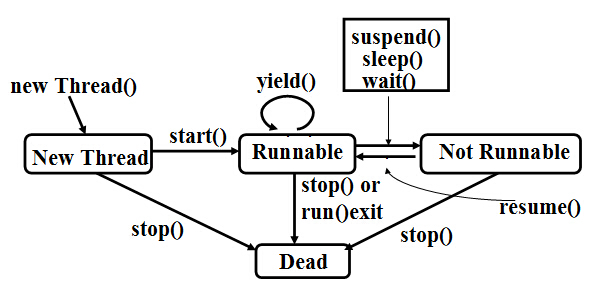 suspend()
sleep()
wait()
new Thread()
yield()
start()
New Thread
Runnable
Not Runnable
stop() or
run()exit
resume()
stop()
stop()
Dead